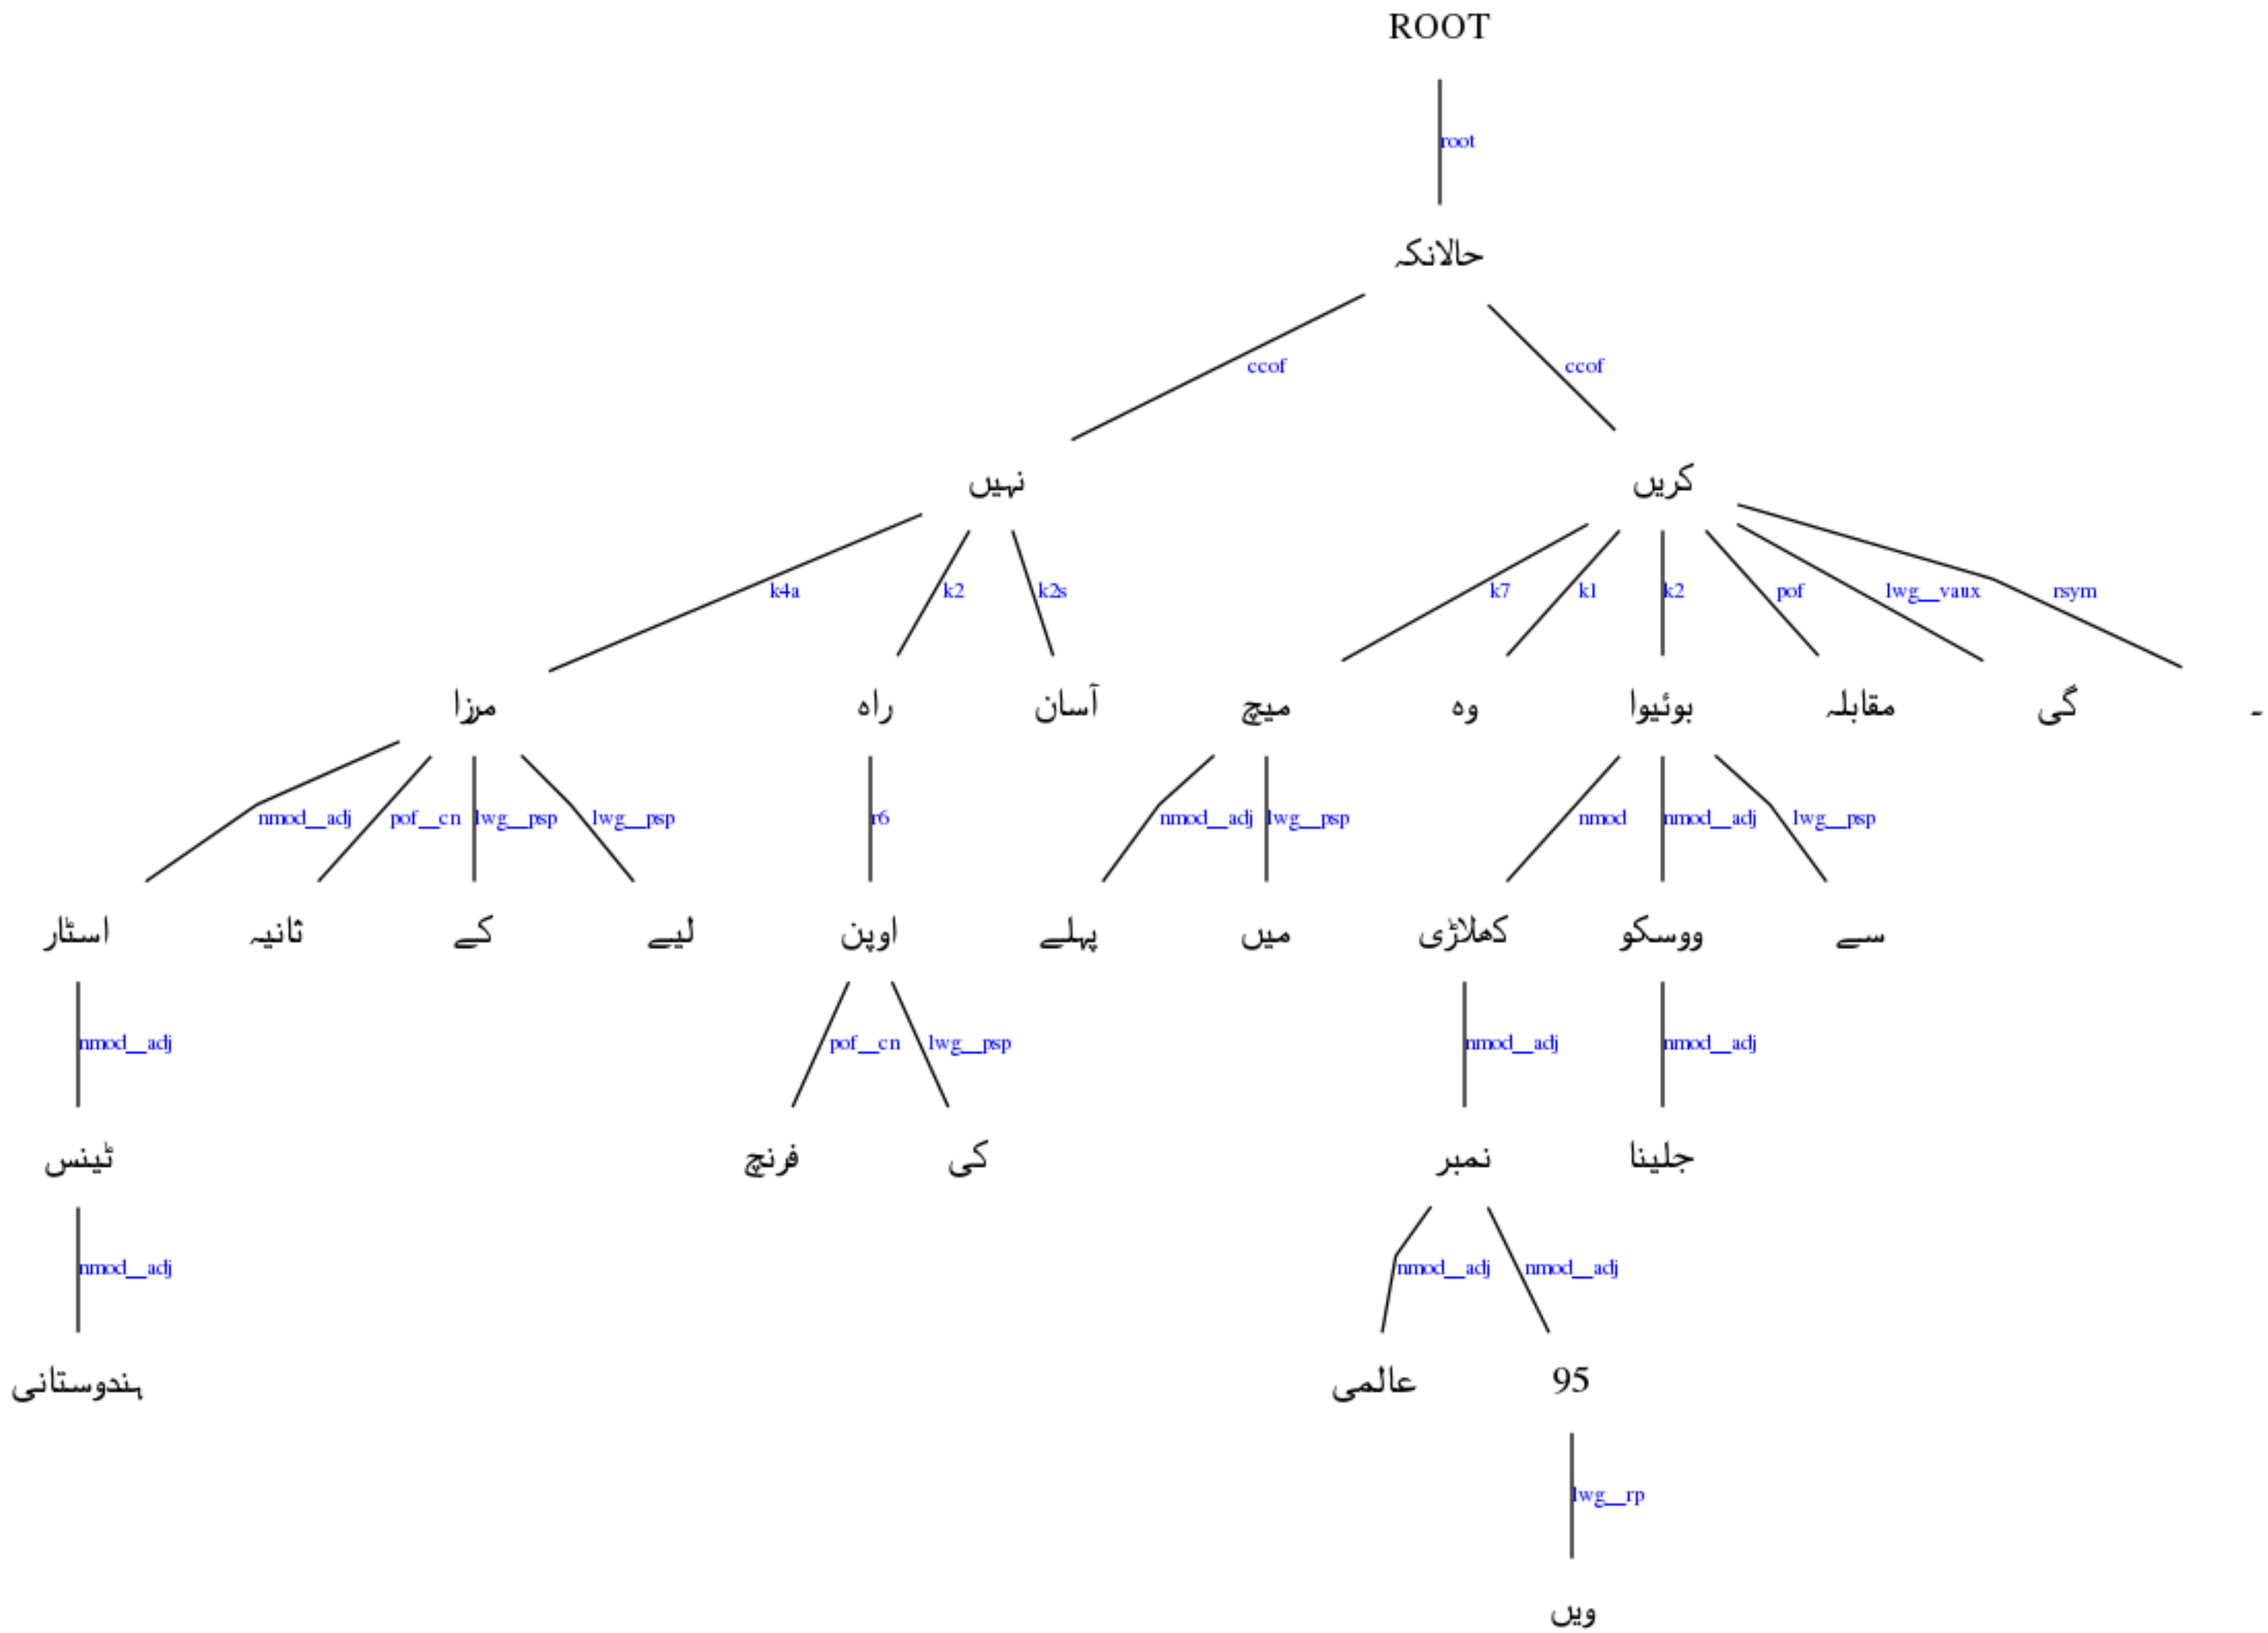 ROOT
root
حالانکہ
ccof ccof
نہیں کریں
k4a k2 k2s k7 k1 k2 pof lwg__vaux rsym
مرزا راہ آسان میچ وہ بوئیوا مقابلہ گی ۔
nmod__adj pof_cn lwg__psp lwg__psp r6 nmod__adj lwg__psp nmod nmod__adj lwg__psp
اسٹار ثانیہ کے لیے اوپن پہلے میں کھلاڑی ووسکو سے
nmod__adj pof__cn lwg__psp nmod__adj nmod__adj
ٹینس فرنچ کی نمبر جلینا
nmod__adj nmod__adj nmod__adj
ہندوستانی عالمی 95
lwg__rp
ویں